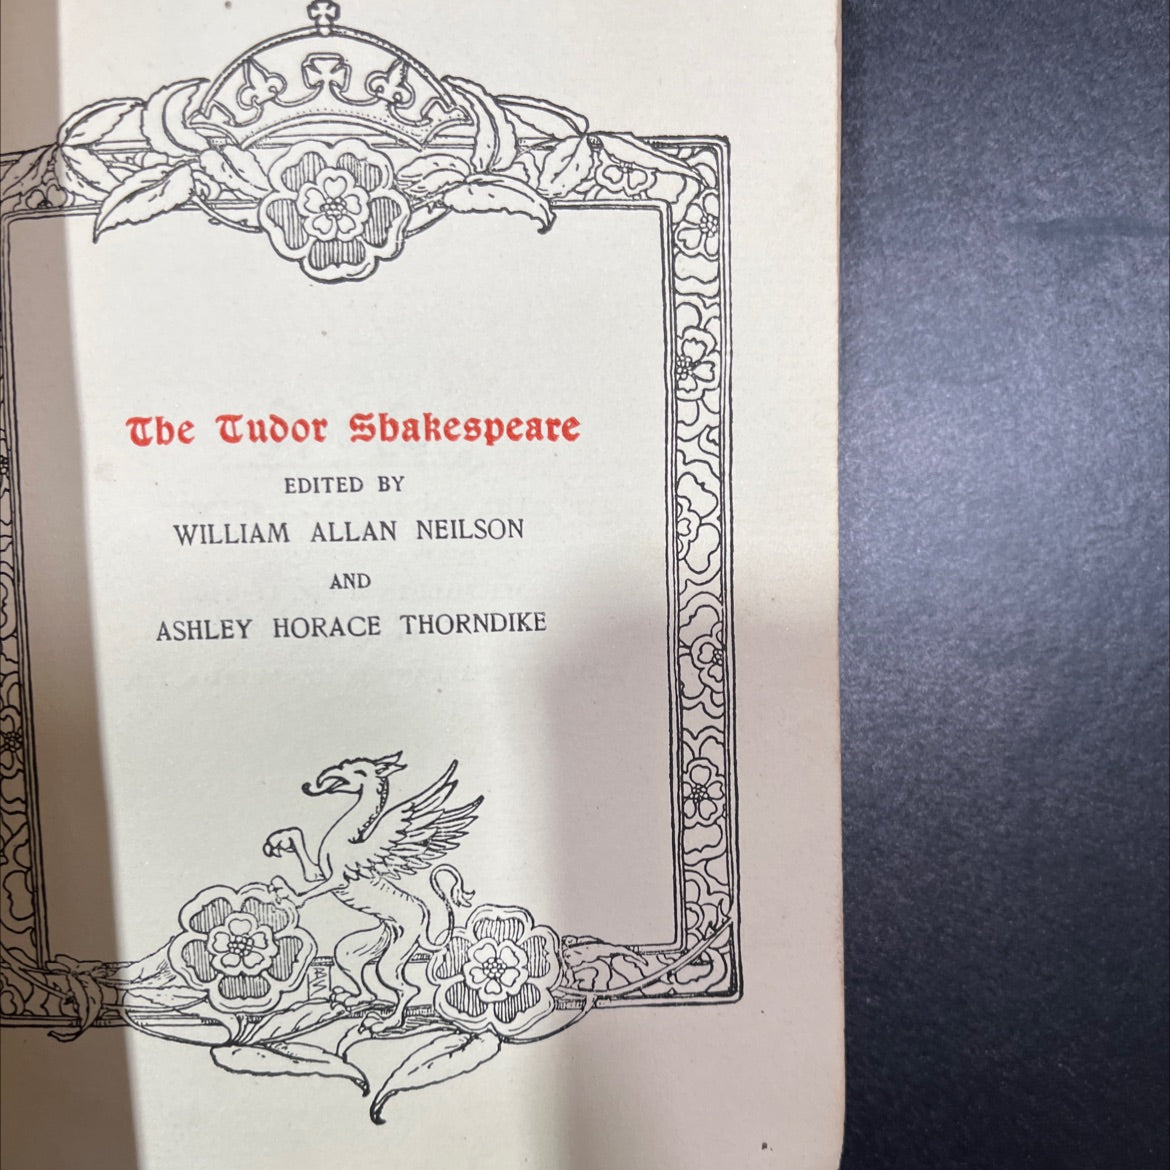 The Tudor Shakespeare
EDITED BY
WILLIAM ALLAN NEILSON
AND
ASHLEY HORACE THORNDIKE